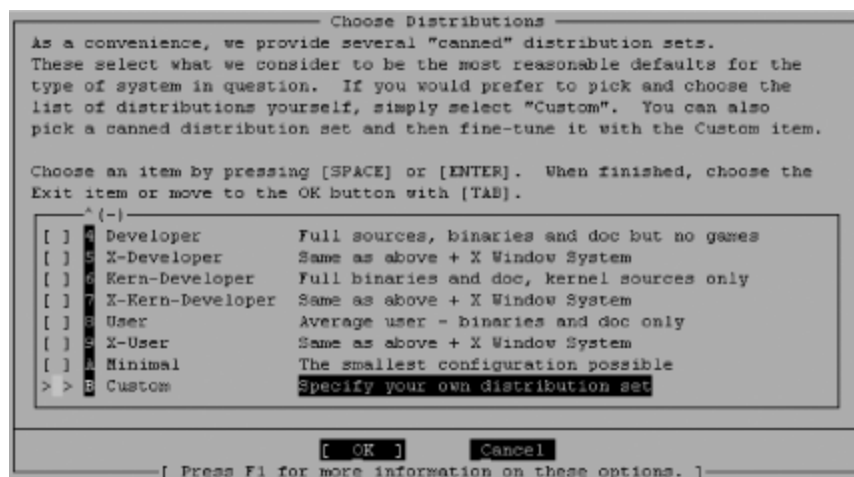 Choose Distributions
As a convenience, we provide several "canned" distribution sets.
These select what we consider to be the most reasonable defaults for the
type of system in question. If you would prefer to pick and choose the
list of distributions yourself, simply select "Custom". You can also
pick a canned distribution set and then fine-tune it with the Custom item.
Choose an item by pressing [SPACE] or [ENTER]. When finished, choose the
Exit item or move to the OK button with [TAB].
^(-)
[ ] 4 Developer Full sources, binaries and doc but no games
[ ] 5 X-Developer Same as above + X Window System
[ ] 6 Kern-Developer Full binaries and doc, kernel sources only
[ ] 7 X-Kern-Developer Same as above + X Window System
[ ] 8 User Average user - binaries and doc only
[ ] 9 X-User Same as above + X Window System
[ ] A Minimal The smallest configuration possible
> > B Custom Specify your own distribution set
[ OK ] Cancel
[ Press F1 for more information on these options. ]